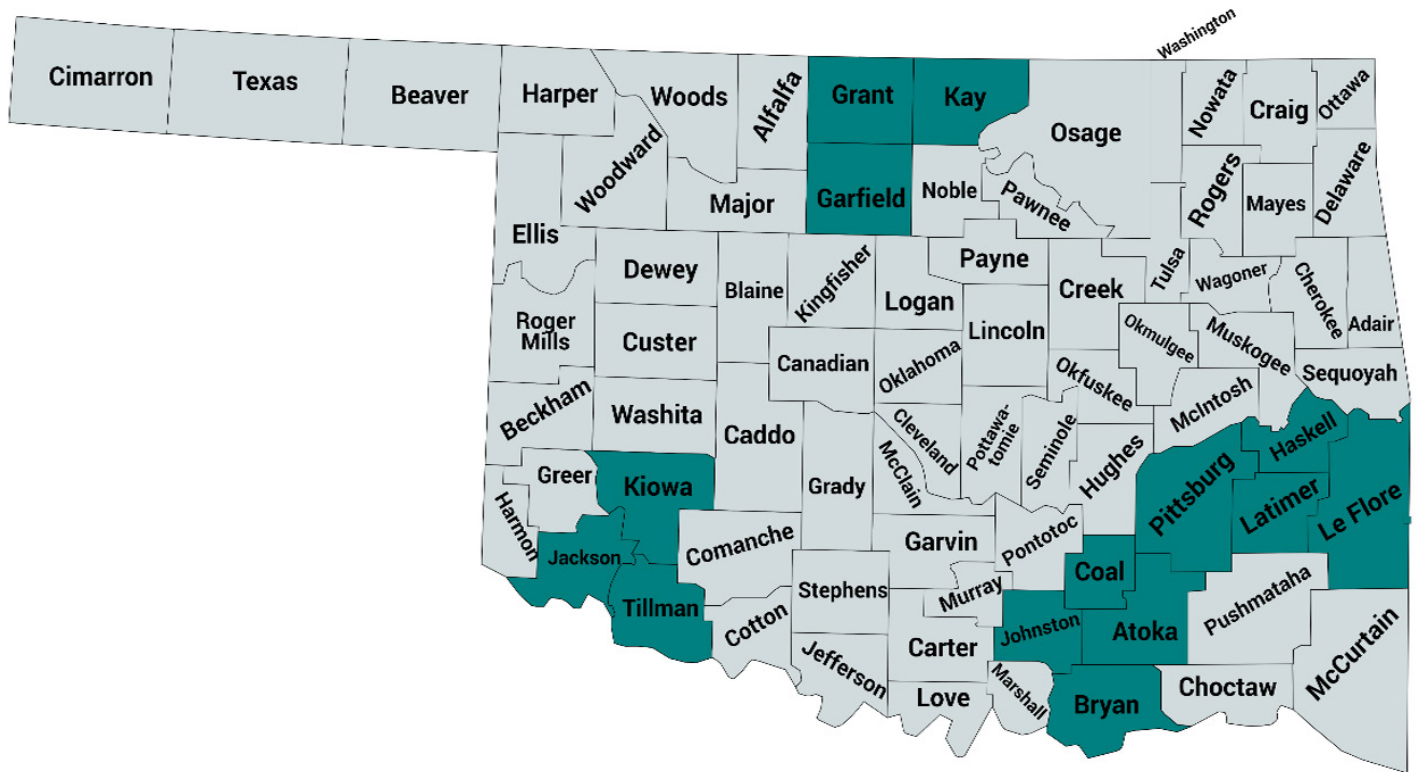 Washington
Cimarron
Texas
Beaver
Harper
Woods
Alfalfa
Grant
Kay
Osage
Nowata
Craig
Ottawa
Woodward
Major
Garfield
Noble
Pawnee
Rogers
Mayes
Delaware
Ellis
Dewey
Blaine
Kingfisher
Logan
Payne
Creek
Tulsa
Wagoner
Cherokee
Adair
Roger
Mills
Custer
Canadian
Oklahoma
Lincoln
Okmulgee
Muskogee
Okfuskee
McIntosh
Sequoyah
Beckham
Washita
Caddo
Grady
Cleveland
McClain
Pottawa-
tomie
Seminole
Hughes
Pittsburg
Haskell
Latimer
Le Flore
Greer
Kiowa
Harmon
Jackson
Comanche
Garvin
Pontotoc
Coal
Tillman
Cotton
Stephens
Murray
Johnston
Atoka
Pushmataha
McCurtain
Jefferson
Carter
Love
Marshall
Bryan
Choctaw